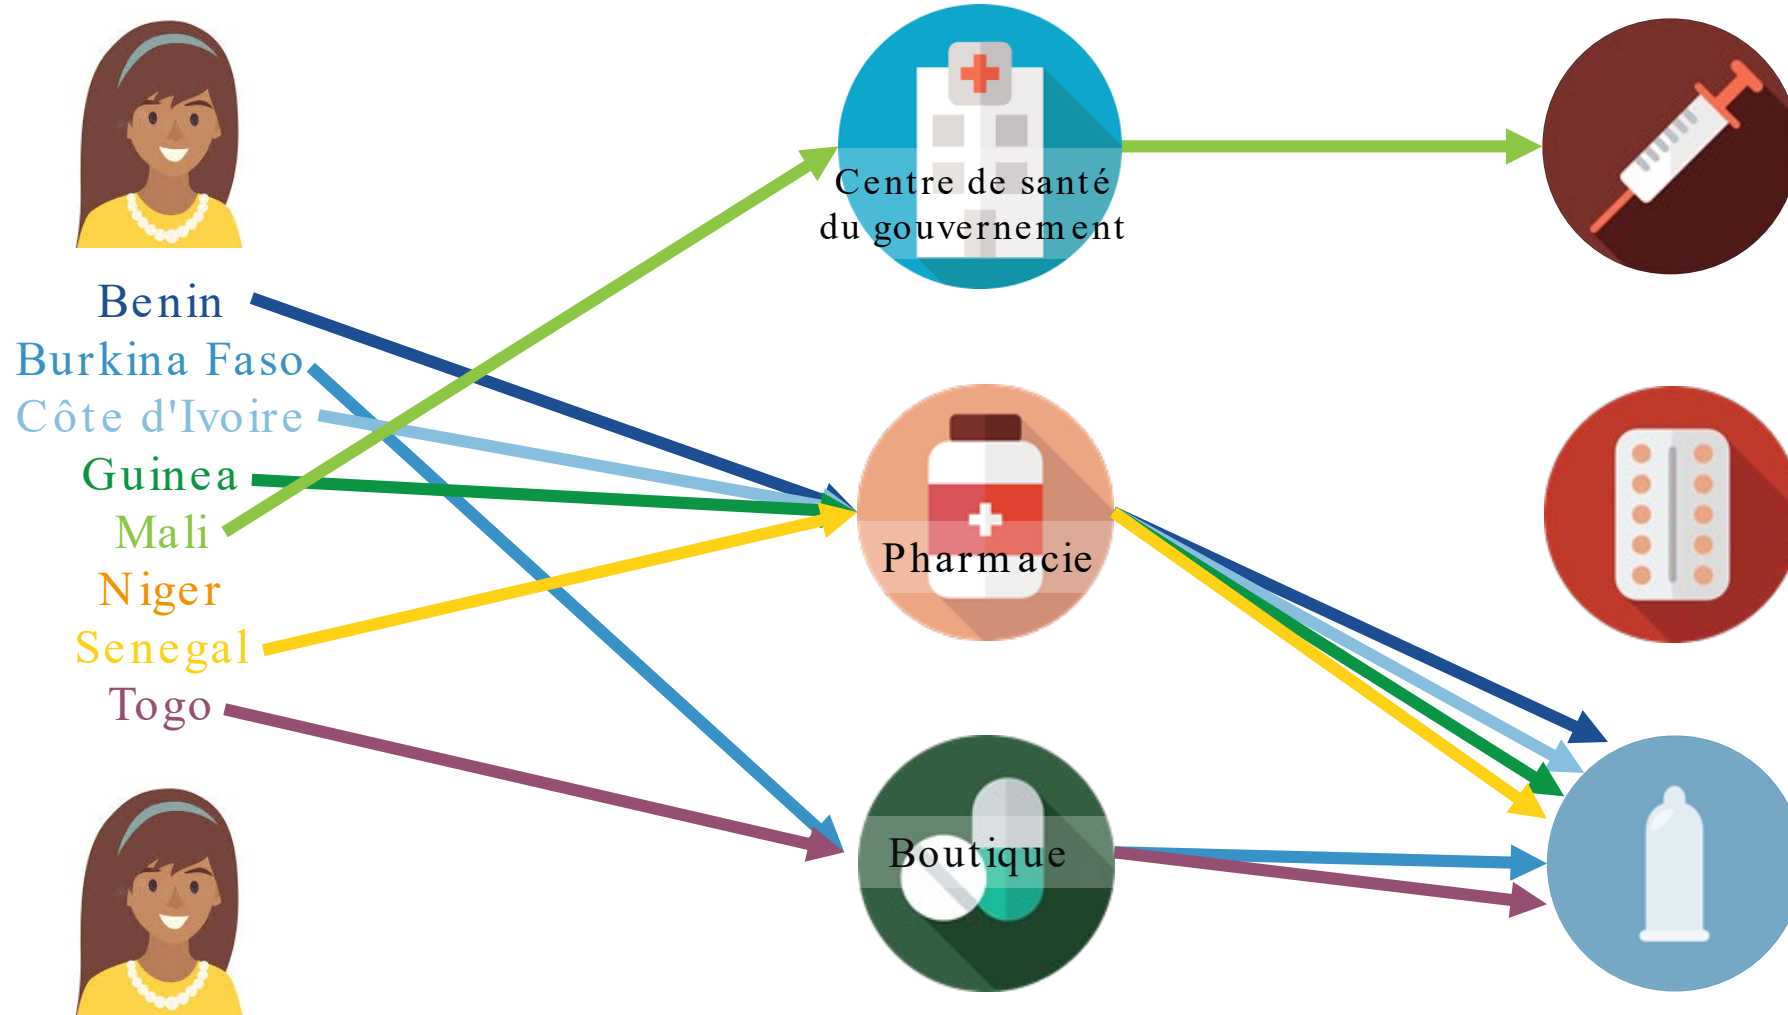 Centre de santé
du gouvernement
Benin
Burkina Faso
Côte d'Ivoire
Guinea
Mali
Niger
Senegal
Togo
Pharmacie
Boutique